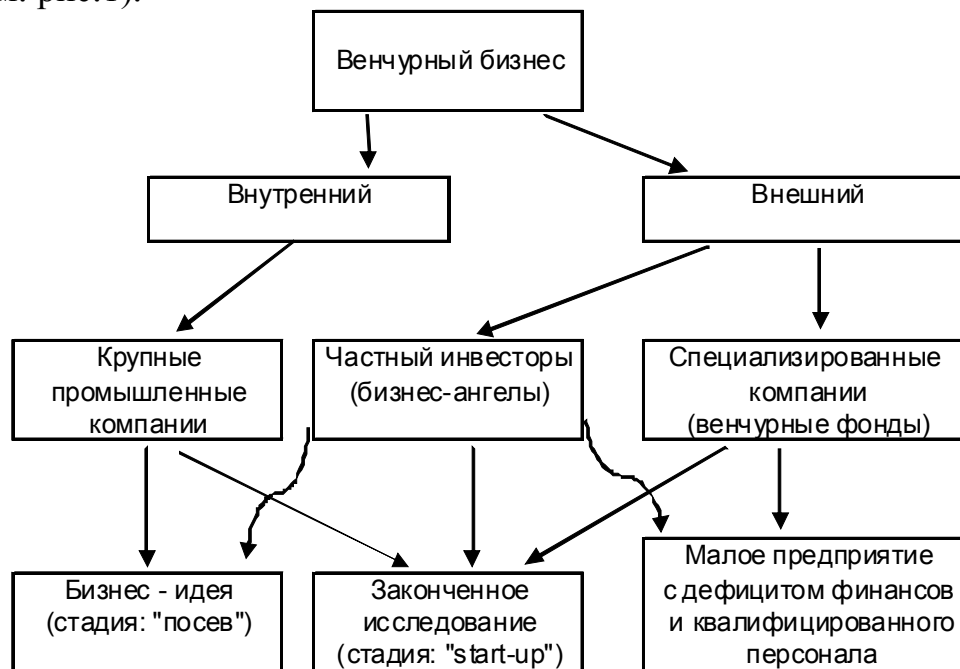 рис.1).
Венчурный бизнес
Внутренний
Внешний
Крупные
промышленные
компании
Частный инвесторы
(бизнес-ангелы)
Специализированные
компании
(венчурные фонды)
Бизнес - идея
(стадия: "посев")
Законченное
исследование
(стадия: "start-up")
Малое предприятие
с дефицитом финансов
и квалифицированного
персонала